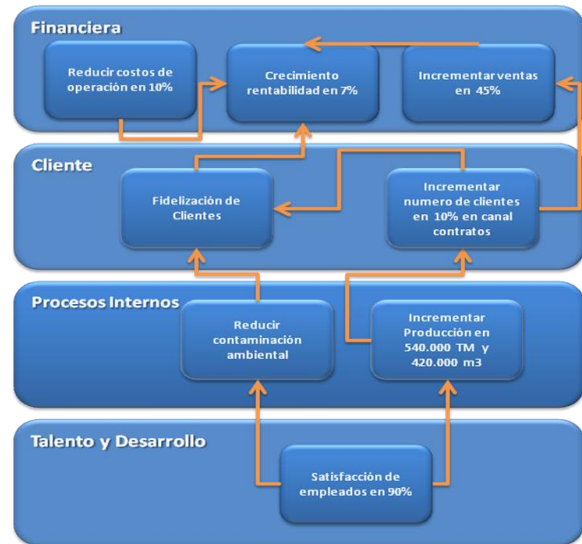 Financiera
Reducir costos de
operación en 10%
Crecimiento
rentabilidad en 7%
Incrementar ventas
en 45%
Cliente
Fidelización de
Clientes
Incrementar
numero de clientes
en 10% en canal
contratos
Procesos Internos
Reducir
contaminación
ambiental
Incrementar
Producción en
540.000 TM y
420.000 m3
Talento y Desarrollo
Satisfacción de
empleados en 90%